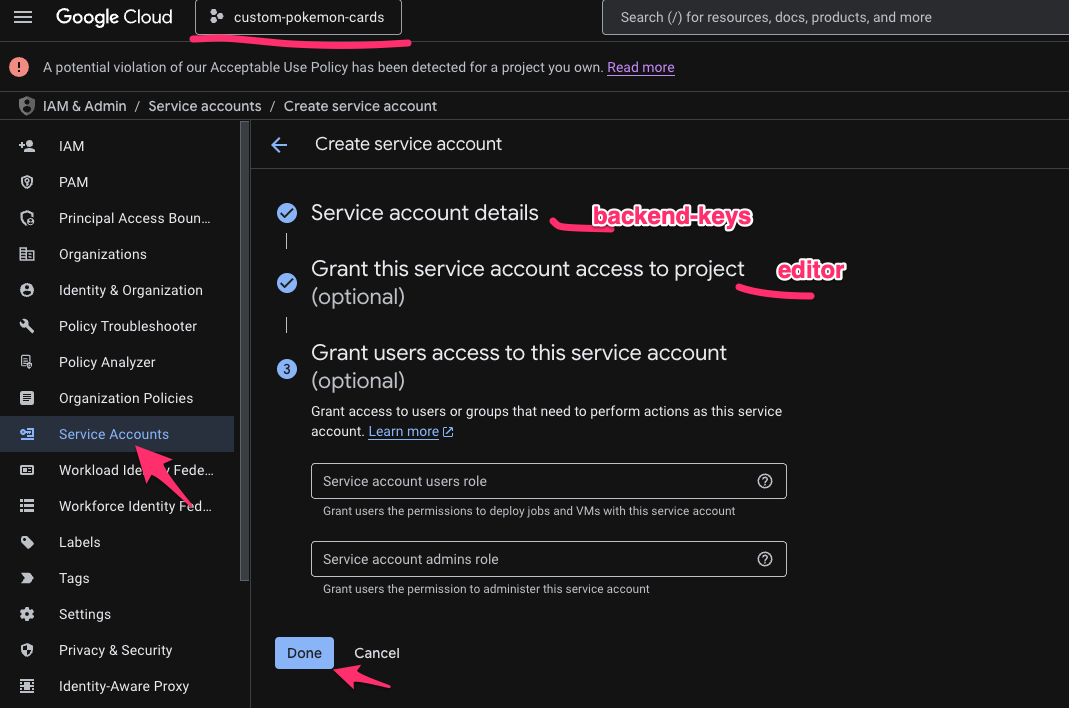 Google Cloud
custom-pokemon-cards
Search (/) for resources, docs, products, and more
A potential violation of our Acceptable Use Policy has been detected for a project you own. Read more
IAM & Admin / Service accounts / Create service account
IAM
PAM
Principal Access Boun...
Organizations
Identity & Organization
Policy Troubleshooter
Policy Analyzer
Organization Policies
Service Accounts
Workload Identity Fede...
Workforce Identity Fed...
Labels
Tags
Settings
Privacy & Security
Identity-Aware Proxy
Create service account
Service account details
backend-keys
Grant this service account access to project
editor
(optional)
3
Grant users access to this service account
(optional)
Grant access to users or groups that need to perform actions as this service
account. Learn more
Service account users role
Grant users the permissions to deploy jobs and VMs with this service account
Service account admins role
Grant users the permission to administer this service account
Done
Cancel